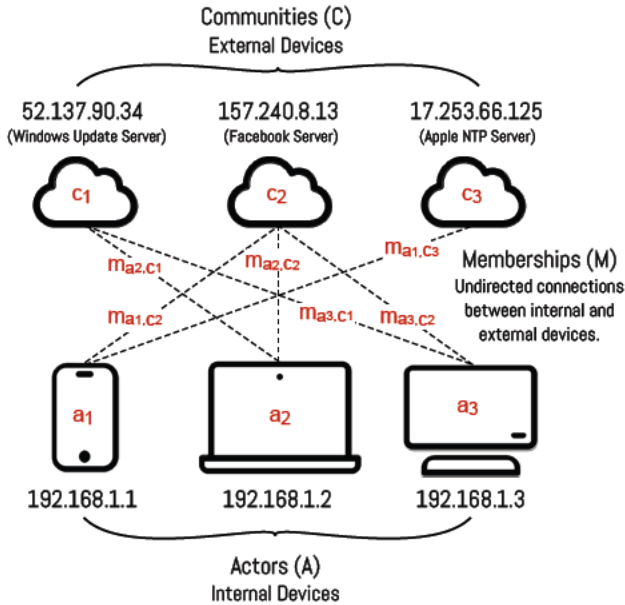 Communities (C)
External Devices
52.137.90.34
(Windows Update Server)
157.240.8.13
(Facebook Server)
17.253.66.125
(Apple NTP Server)
c1
c2
c3
ma2,c1
ma2,c2
ma1,c3
ma1,c2
ma3,c1
ma3,c2
Memberships (M)
Undirected connections
between internal and
external devices.
a1
a2
a3
192.168.1.1
192.168.1.2
192.168.1.3
Actors (A)
Internal Devices